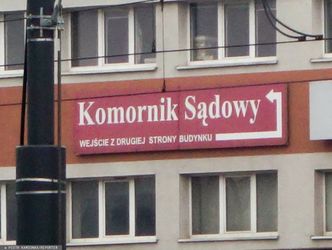 Komornik Sądowy
WEJŚCIE Z DRUGIEJ STRONY BUDYNKU